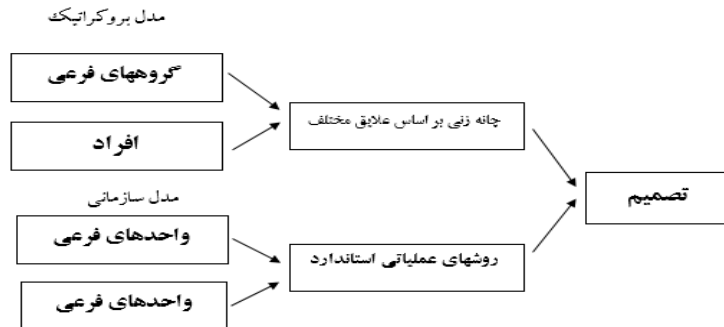 مدل بروکراتیک
گروههای فرعی
چانه زنی بر اساس علایق مختلف
افراد
تصمیم
مدل سازمانی
واحدهای فرعی
روشهای عملیاتی استاندارد
واحدهای فرعی